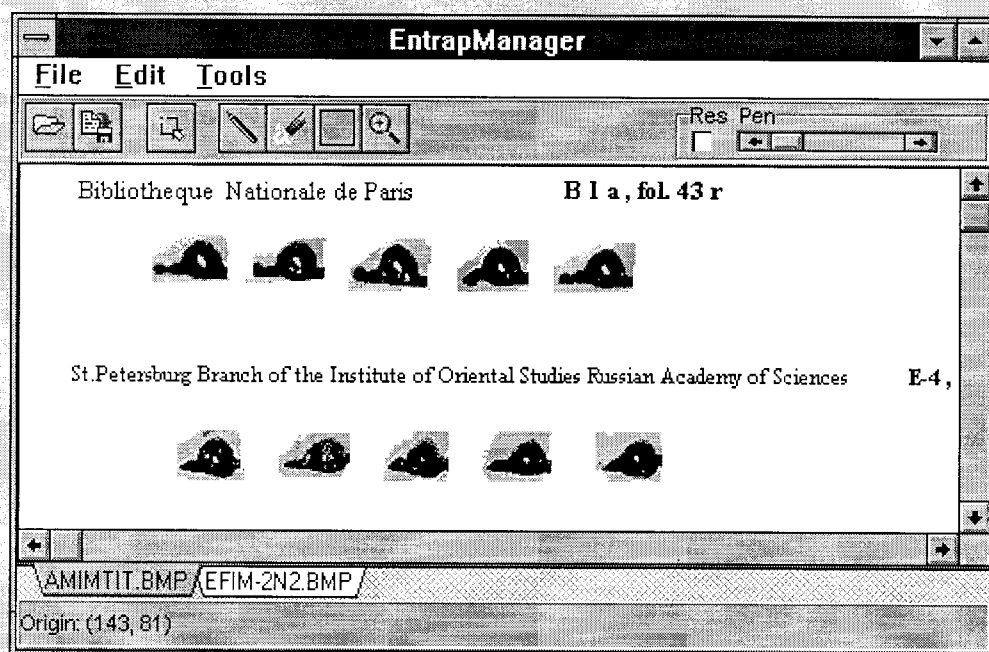 EntrapManager
File Edit Tools
Res Pen
Bibliotheque Nationale de Paris B I a, fol. 43 r
St.Petersburg Branch of the Institute of Oriental Studies Russian Academy of Sciences E-4,
AMIMTIT.BMP EFIM-2N2.BMP
Origin: (143, 81)